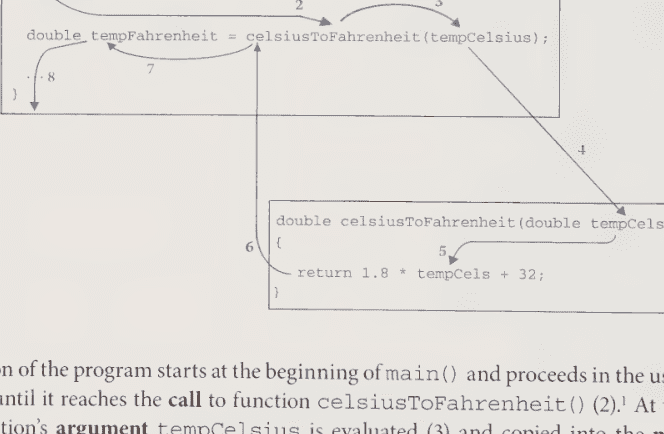 2 3
double tempFahrenheit = celsiusToFahrenheit(tempCelsius);
7
8
}
4
double celsiusToFahrenheit(double tempCels
{
6 5
return 1.8 * tempCels + 32;
}
n of the program starts at the beginning of main() and proceeds in the us
until it reaches the call to function celsiusToFahrenheit() (2).¹ At
tion's argument tempCelsius is evaluated (3) and copied into the